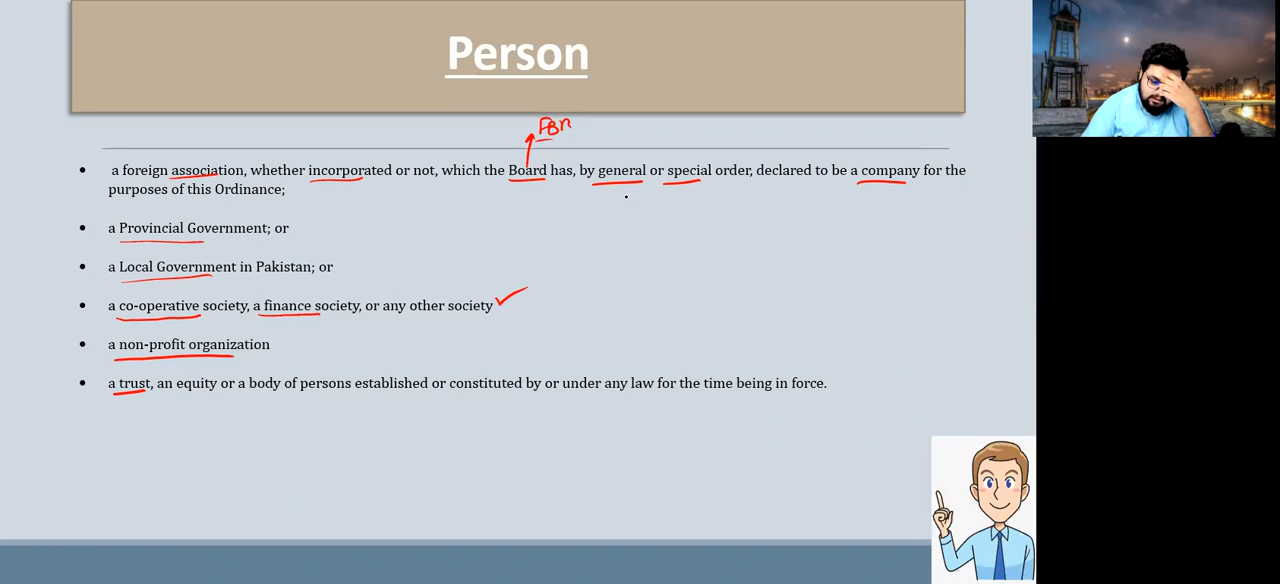 Person
FBR
a foreign association, whether incorporated or not, which the Board has, by general or special order, declared to be a company for the
purposes of this Ordinance;
a Provincial Government; or
a Local Government in Pakistan; or
a co-operative society, a finance society, or any other society
a non-profit organization
a trust, an equity or a body of persons established or constituted by or under any law for the time being in force.